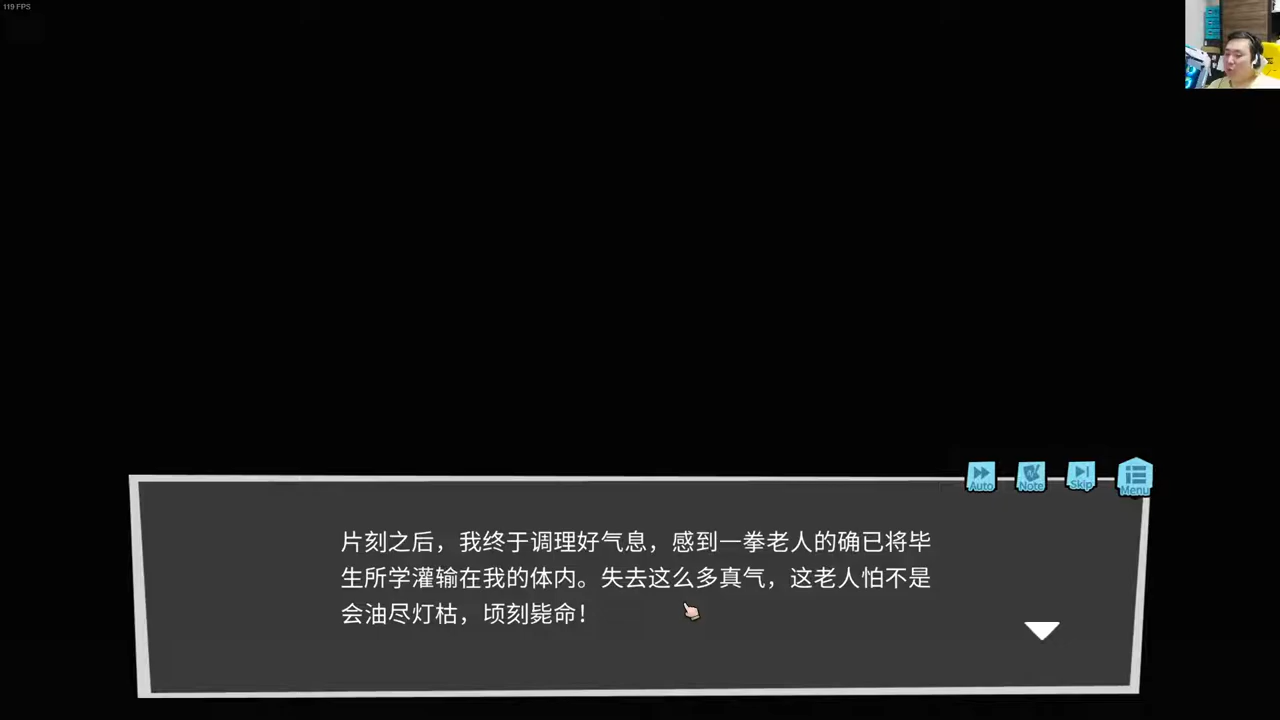 119 FPS
Auto
Note
Skip
Menu
片刻之后，我终于调理好气息，感到一拳老人的确已将毕
生所学灌输在我的体内。失去这么多真气，这老人怕不是
会油尽灯枯，顷刻毙命！